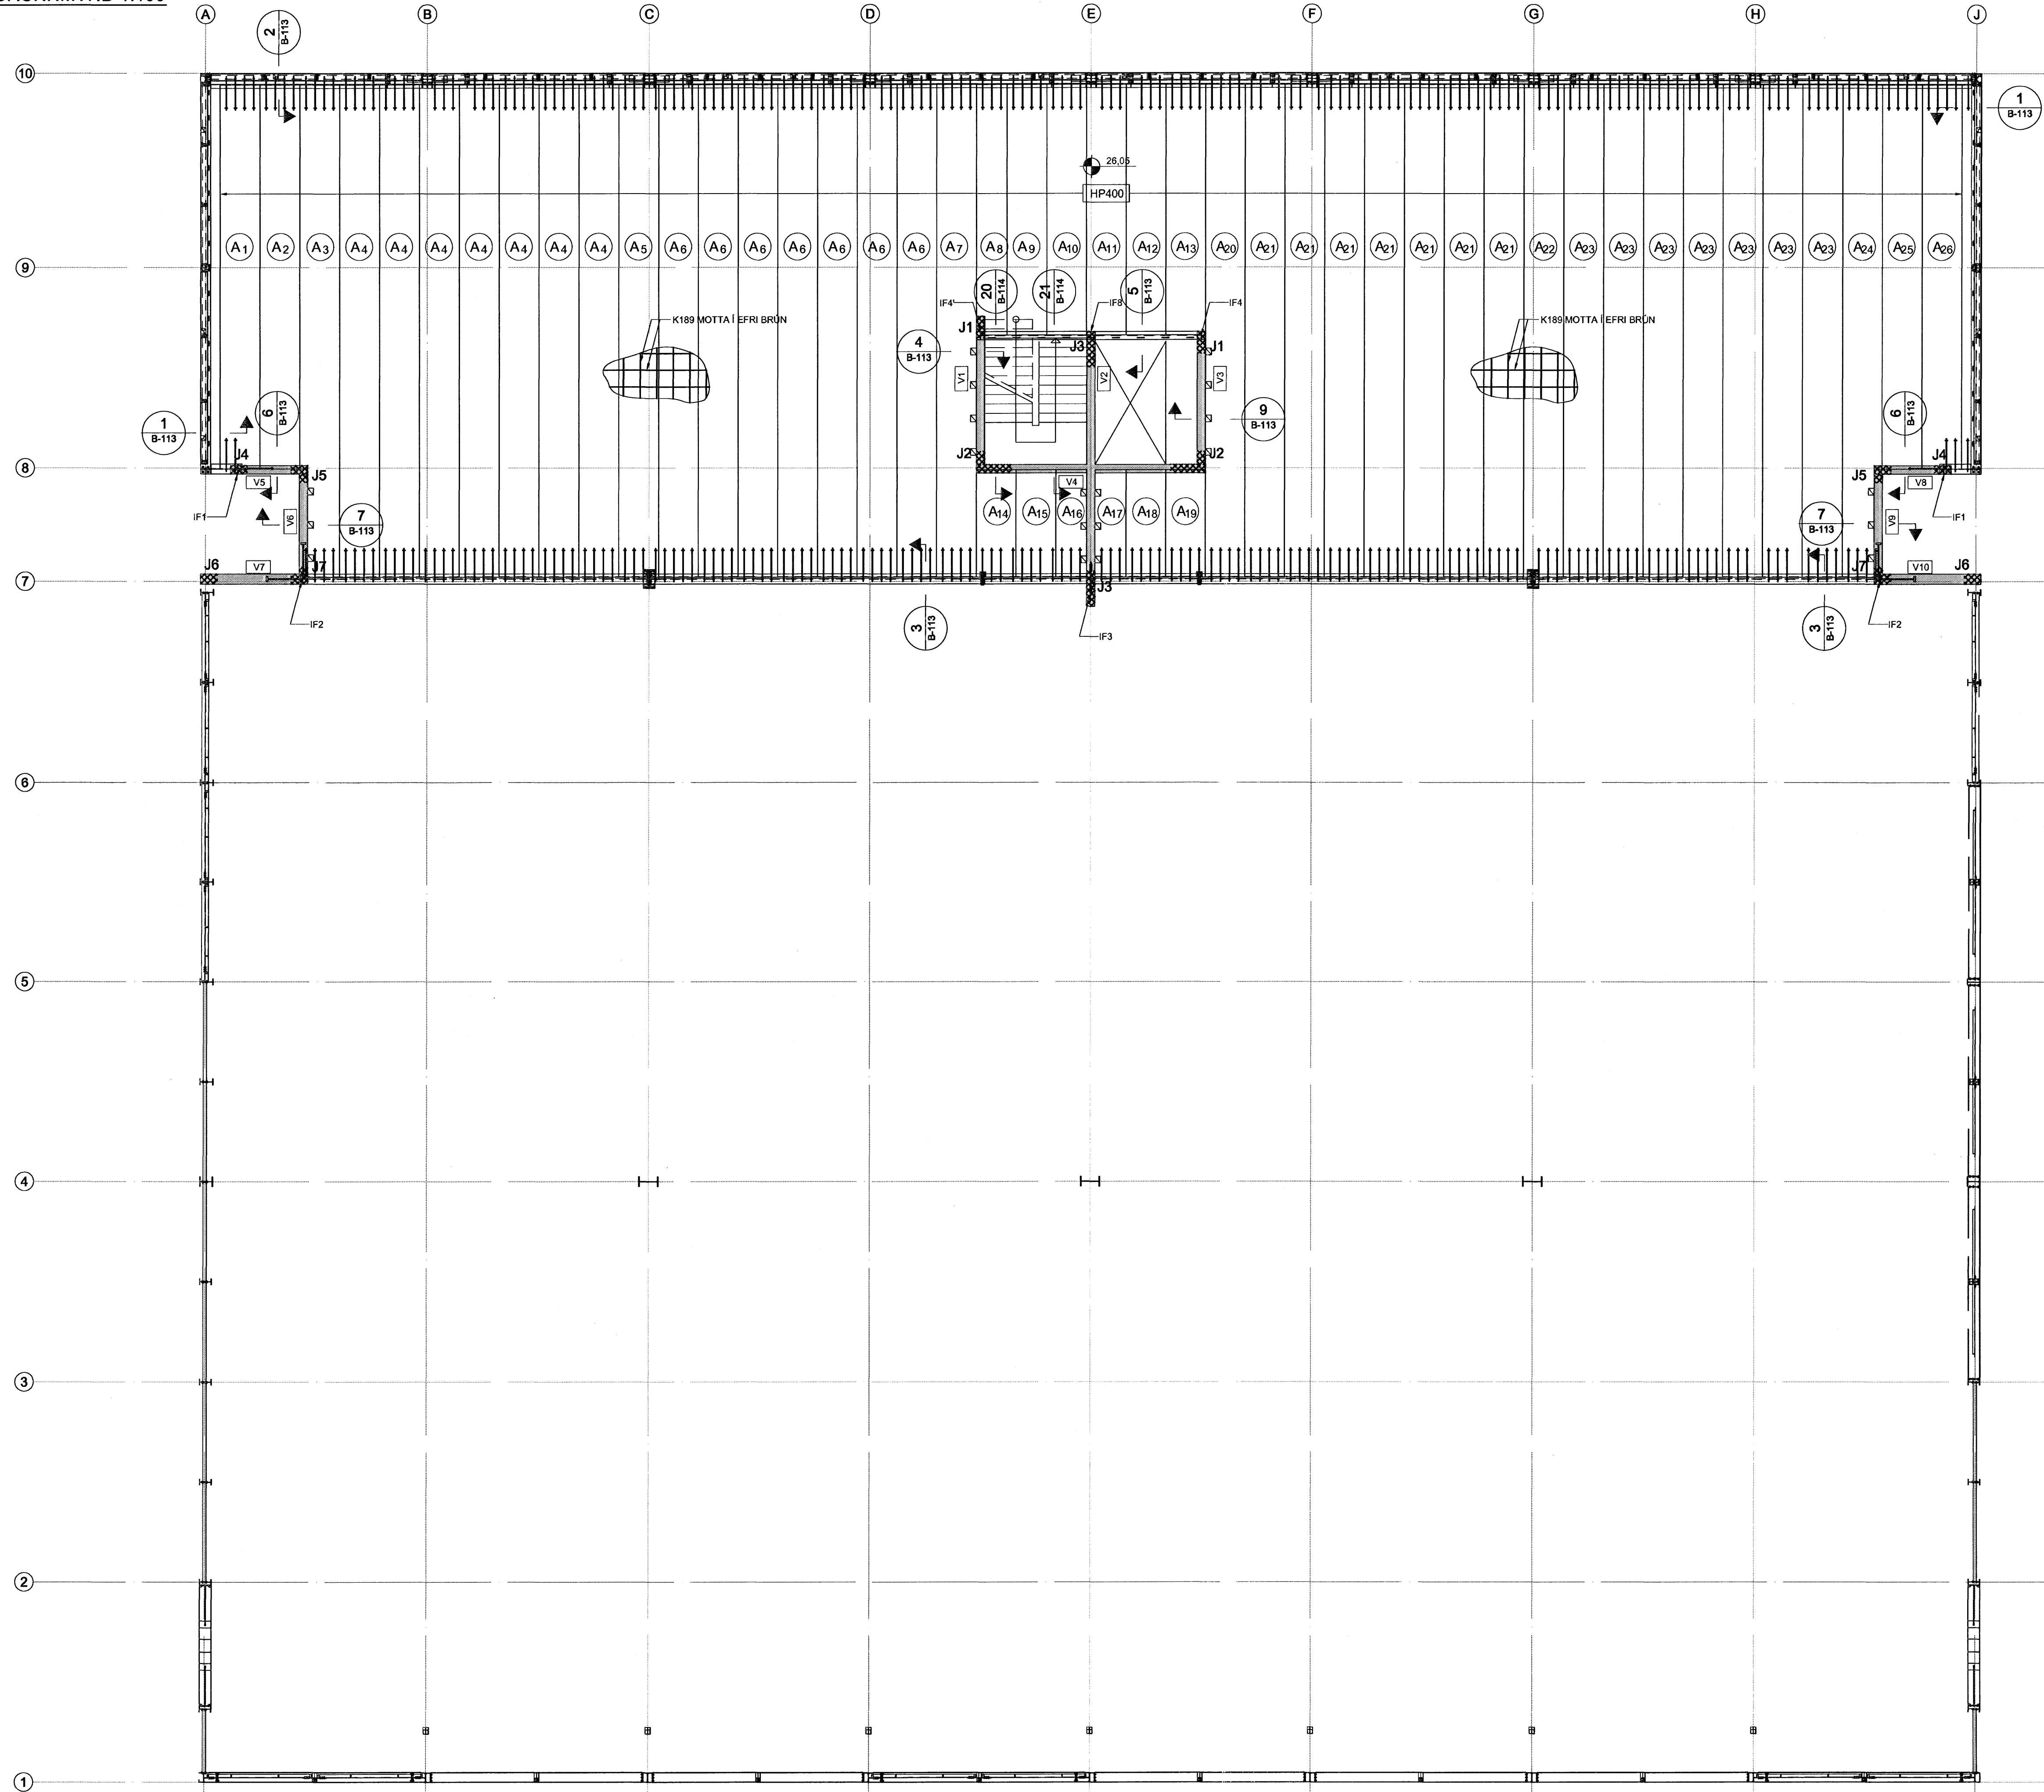 A B C D E F G H J
2 B-113
10
1 B-113
26,05
HP400
A1 A2 A3 A4 A4 A4 A4 A4 A4 A4 A5 A6 A6 A6 A6 A6 A6 A6 A7 A8 A9 A10 A11 A12 A13 A20 A21 A21 A21 A21 A21 A21 A21 A22 A23 A23 A23 A23 A23 A23 A23 A24 A25 A26
9
20 B-114 21 B-114 5 B-113
IF4 IF8 IF4
K189 MOTTA Í EFRI BRÚN K189 MOTTA Í EFRI BRÚN
J1 J3 J1
4 B-113
V1 V2 V3
6 B-113 9 B-113 6 B-113
1 B-113
J4 J2 J2 J4
8
J5 J5
V5 V4 V8
A14 A15 A16 A17 A18 A19
IF1 V6 7 B-113 7 B-113 V9 IF1
J6 V7 J7 J7 V10 J6
7
J3
IF2 3 B-113 IF3 3 B-113 IF2
6
5
4
3
2
1